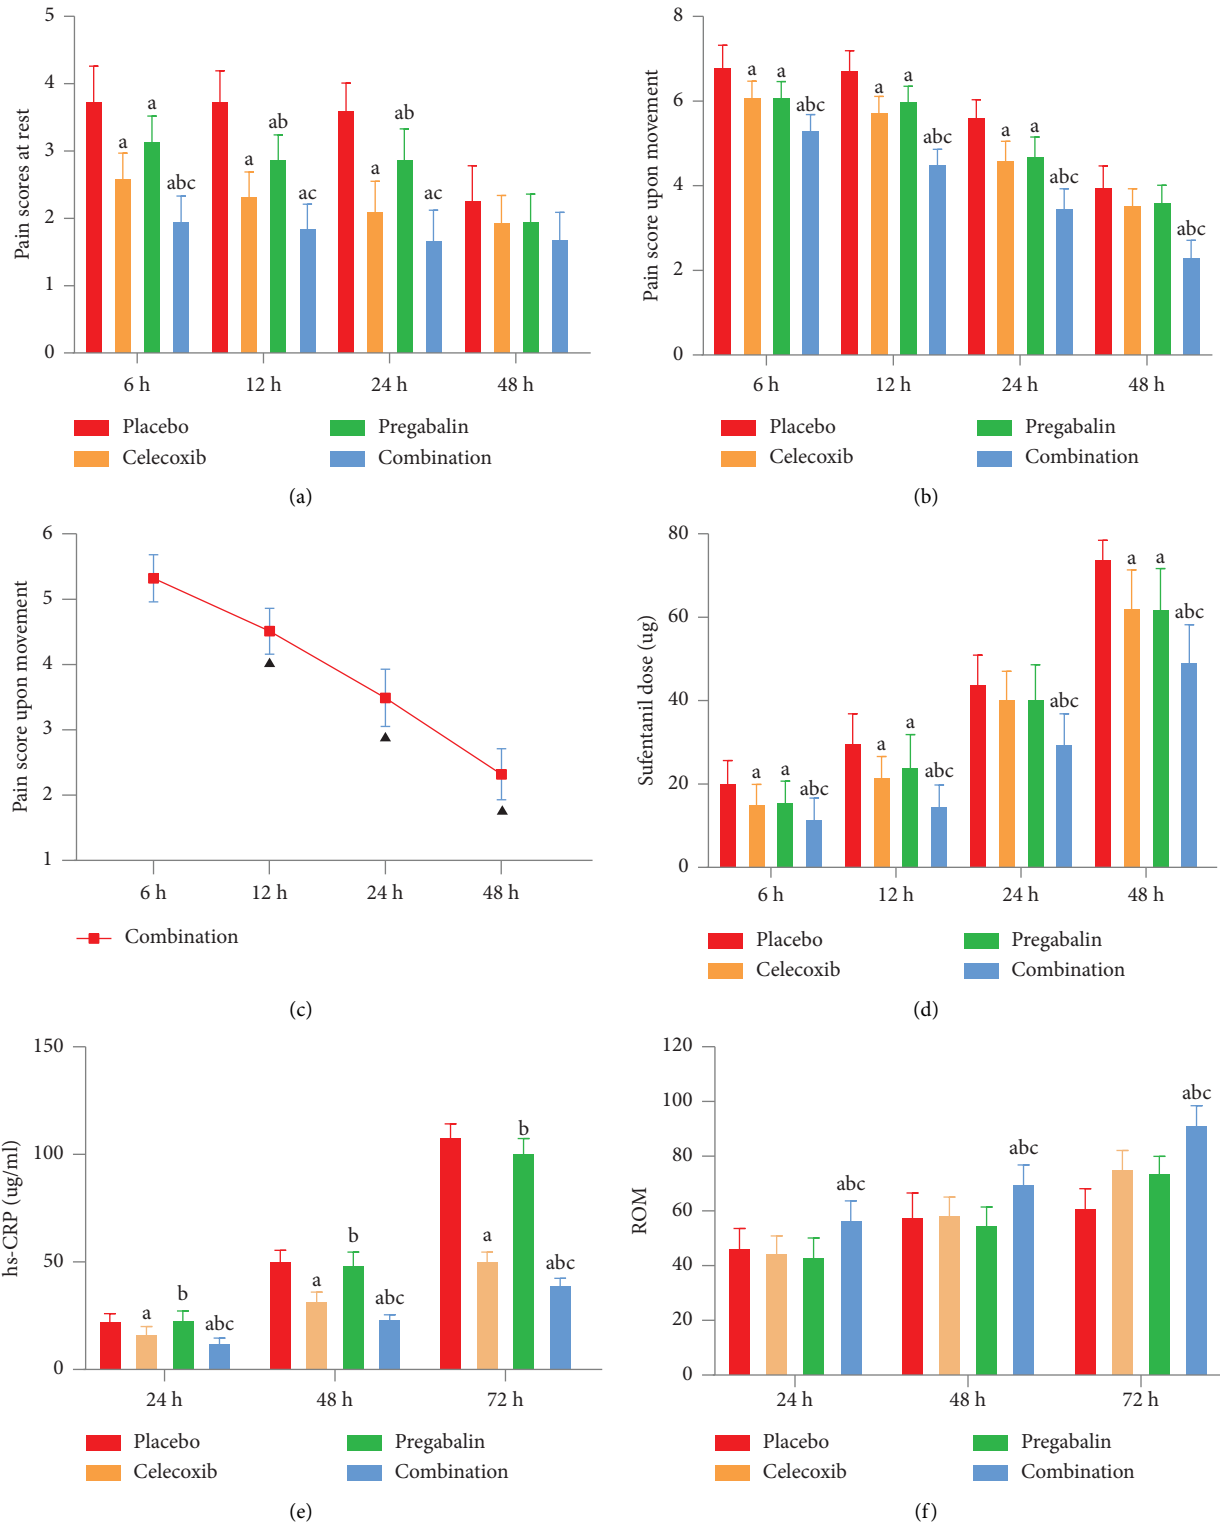 5
4
3
2
1
0
Pain scores at rest
a
a
abc
a
ab
ac
a
ab
ac
6 h
12 h
24 h
48 h
Placebo
Pregabalin
Celecoxib
Combination
(a)
8
6
4
2
0
Pain score upon movement
a
a
abc
a
a
abc
a
a
abc
abc
6 h
12 h
24 h
48 h
Placebo
Pregabalin
Celecoxib
Combination
(b)
6
5
4
3
2
1
Pain score upon movement
6 h
12 h
24 h
48 h
Combination
(c)
80
60
40
20
0
Sufentanil dose (ug)
a
a
abc
a
a
abc
abc
a
a
abc
6 h
12 h
24 h
48 h
Placebo
Pregabalin
Celecoxib
Combination
(d)
150
100
50
0
hs-CRP (ug/ml)
a
b
abc
a
b
abc
a
b
abc
24 h
48 h
72 h
Placebo
Pregabalin
Celecoxib
Combination
(e)
120
100
80
60
40
20
0
ROM
abc
abc
abc
24 h
48 h
72 h
Placebo
Pregabalin
Celecoxib
Combination
(f)